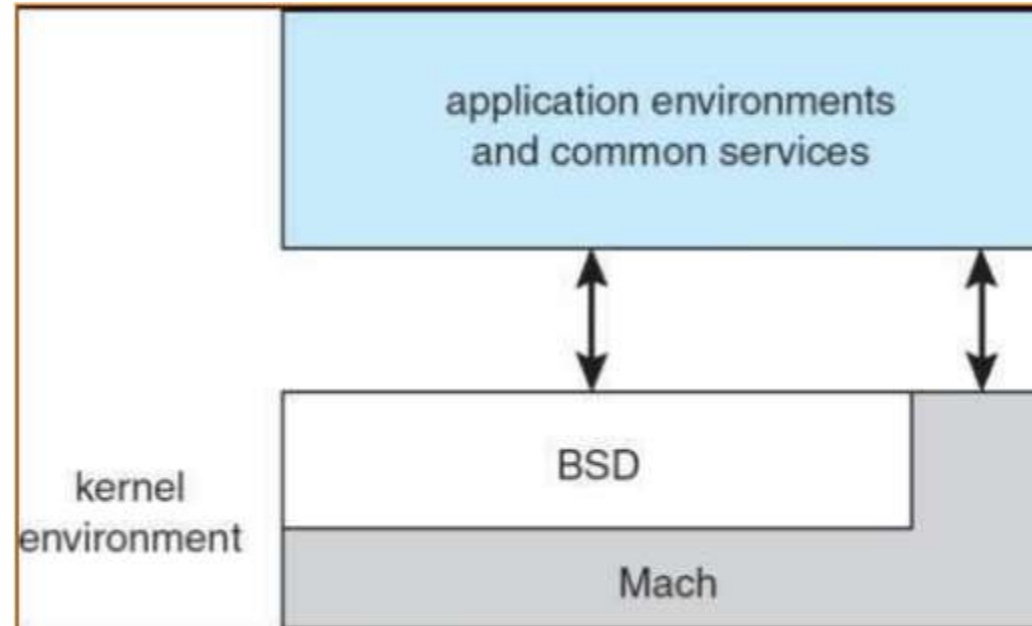 application environments
and common services
BSD
kernel
environment
Mach